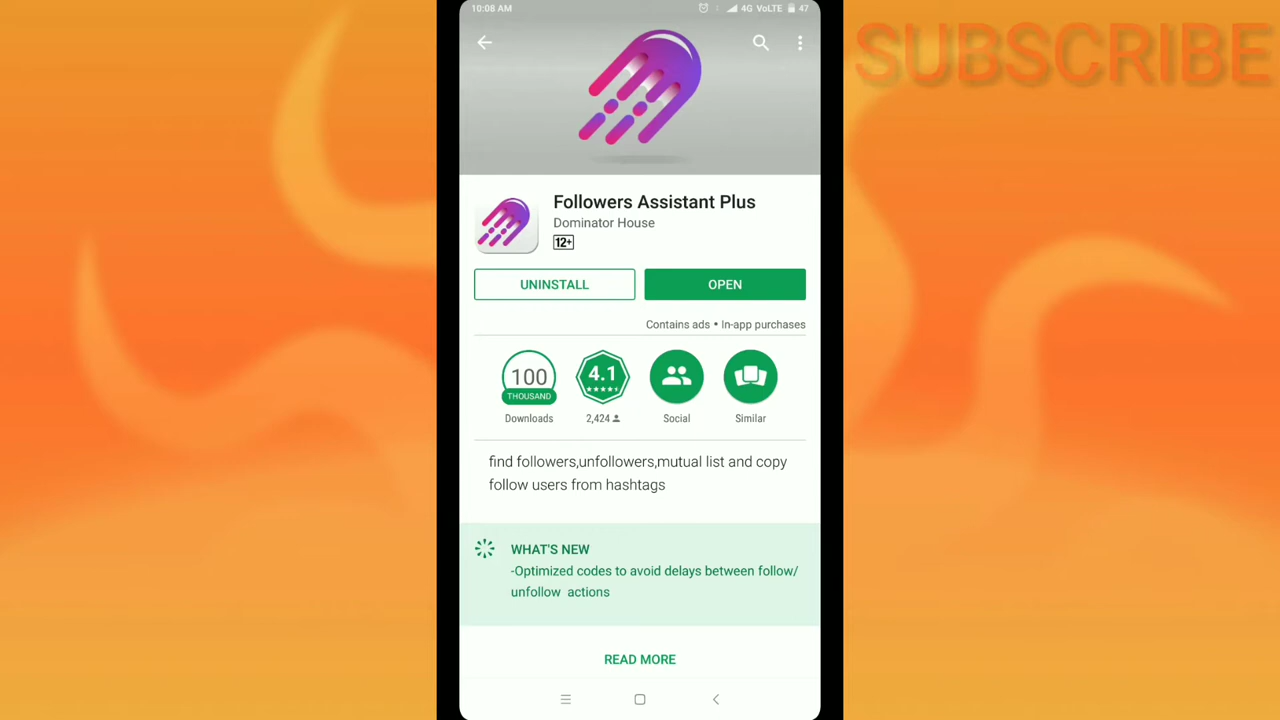 10:08 AM
4G VoLTE 47
SUBSCRIBE
Followers Assistant Plus
Dominator House
12+
UNINSTALL
OPEN
Contains ads • In-app purchases
100
THOUSAND
4.1
Downloads
2,424
Social
Similar
find followers,unfollowers,mutual list and copy
follow users from hashtags
WHAT'S NEW
-Optimized codes to avoid delays between follow/
unfollow actions
READ MORE